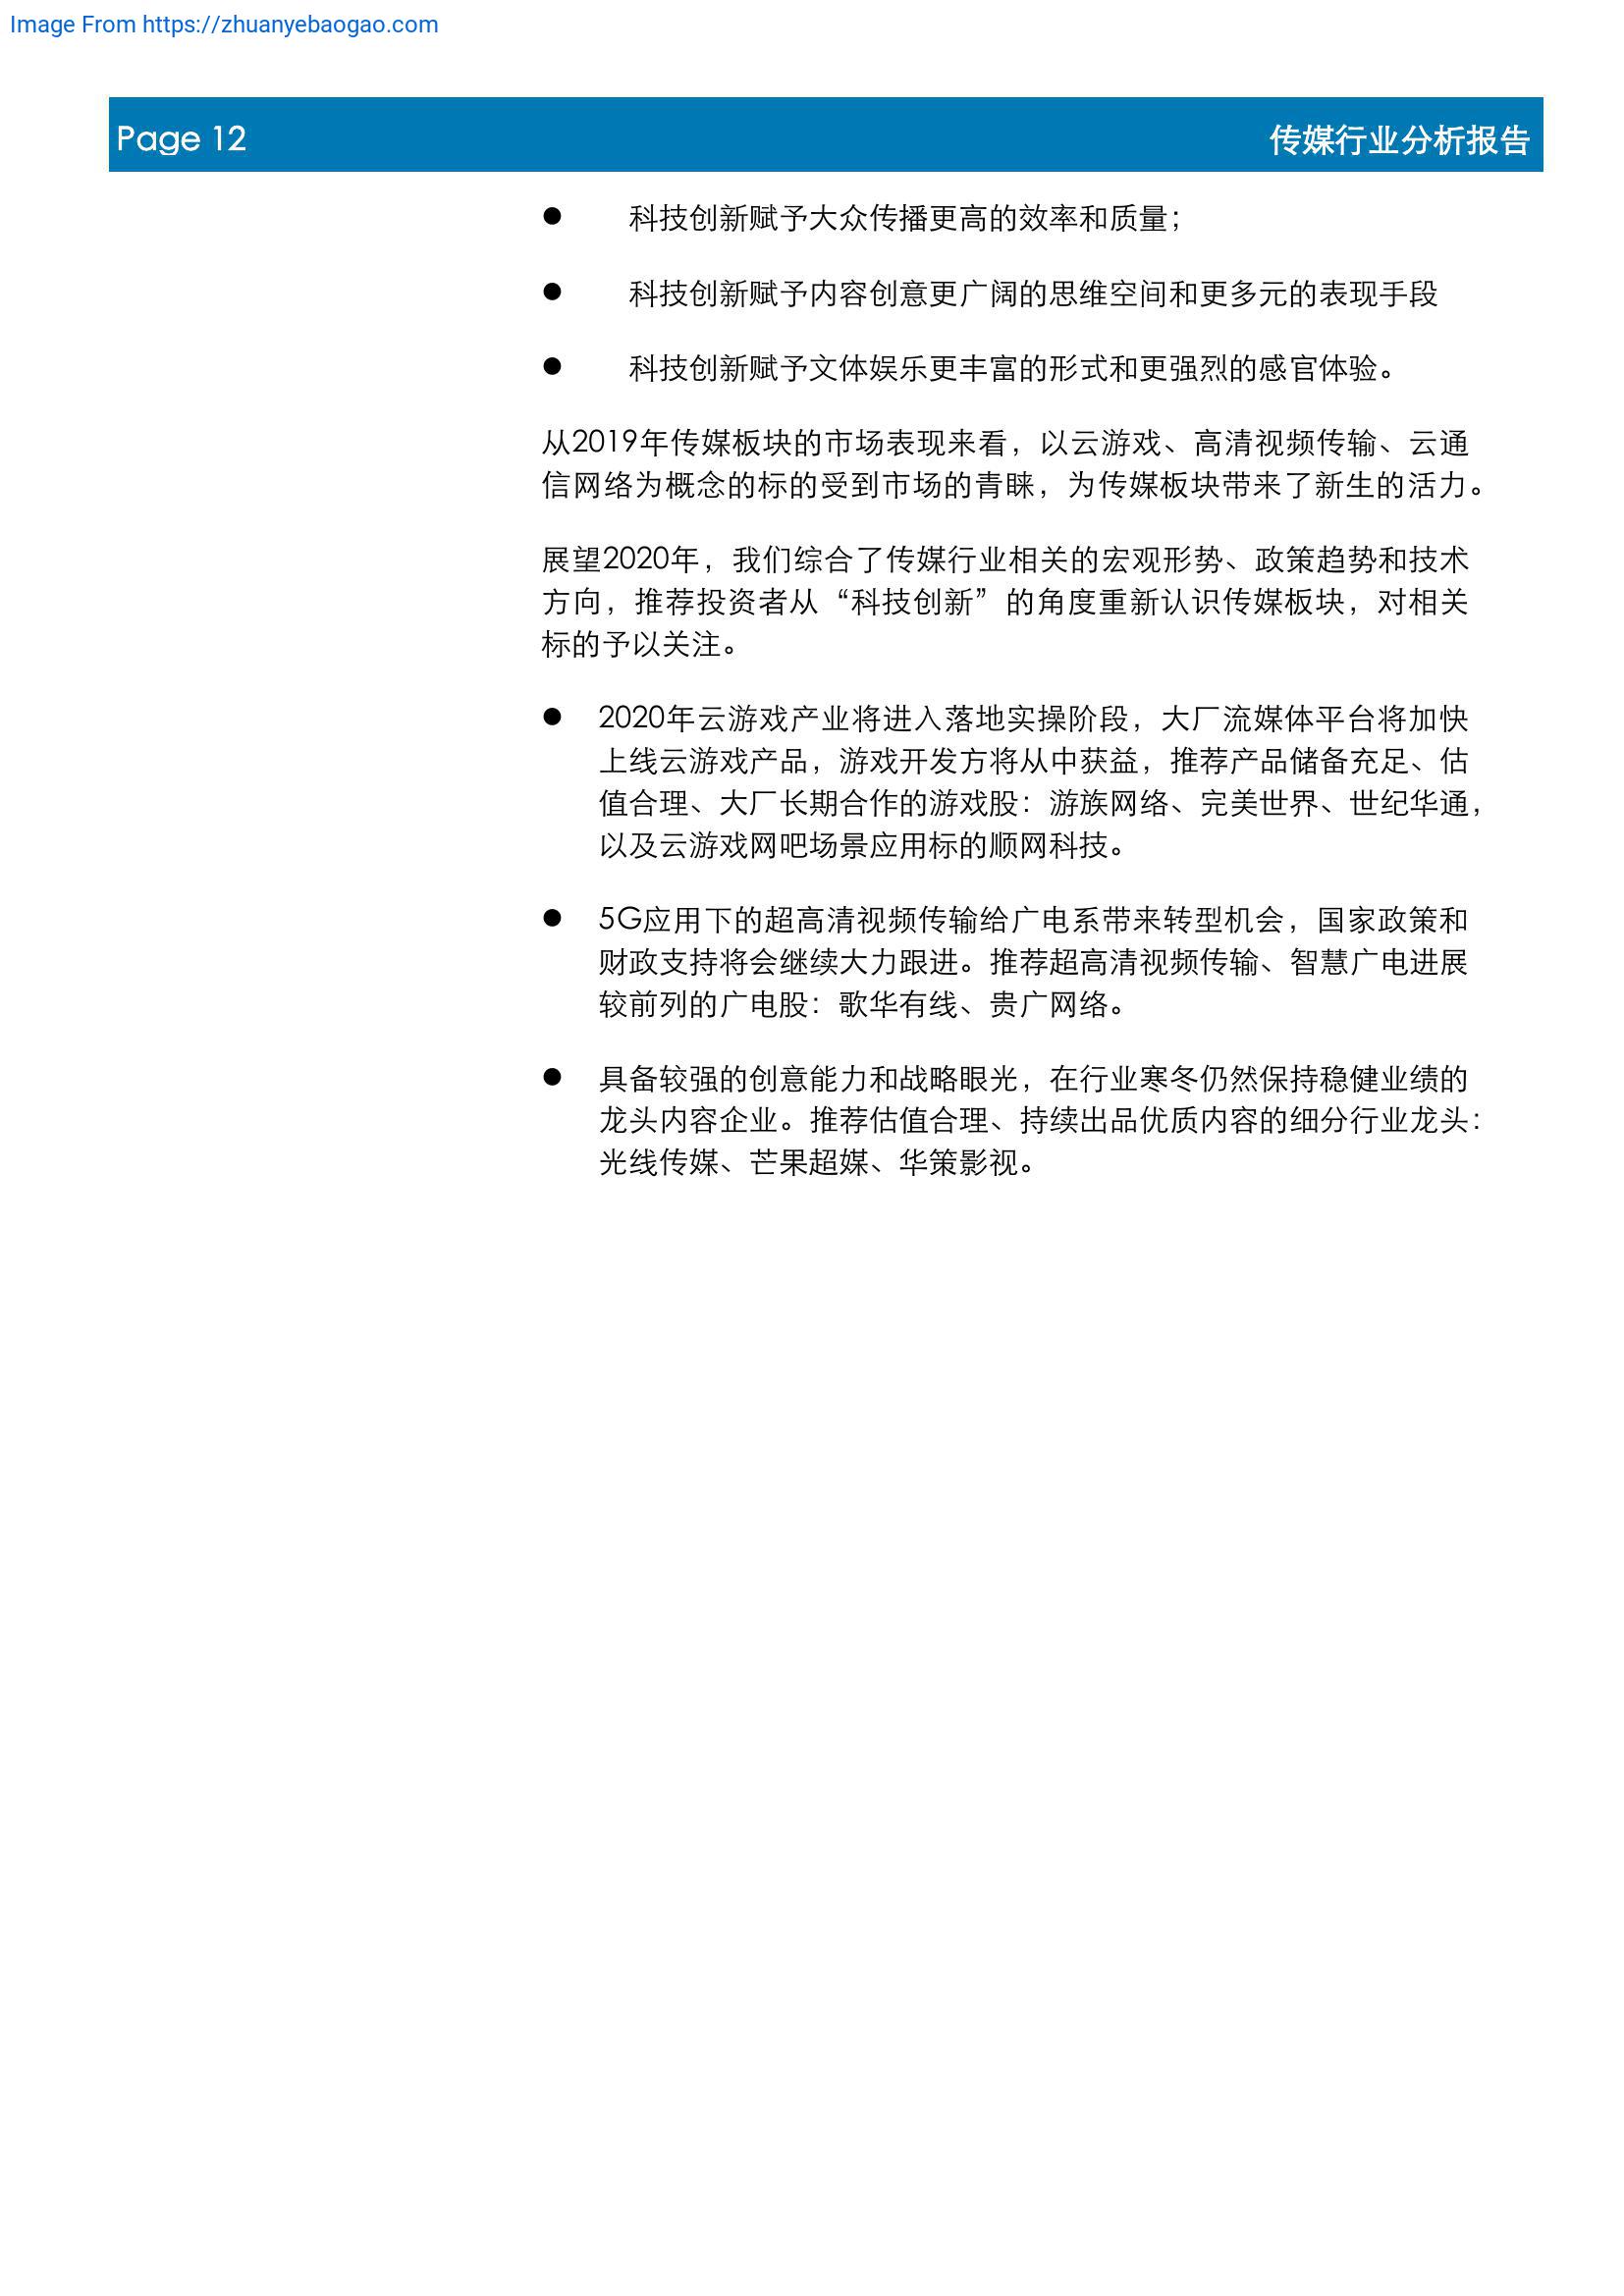 Image From https://zhuanyebaogao.com
Page 12
传媒行业分析报告
● 科技创新赋予大众传播更高的效率和质量；
● 科技创新赋予内容创意更广阔的思维空间和更多元的表现手段
● 科技创新赋予文体娱乐更丰富的形式和更强烈的感官体验。
从2019年传媒板块的市场表现来看，以云游戏、高清视频传输、云通
信网络为概念的标的受到市场的青睐，为传媒板块带来了新生的活力。
展望2020年，我们综合了传媒行业相关的宏观形势、政策趋势和技术
方向，推荐投资者从“科技创新”的角度重新认识传媒板块，对相关
标的予以关注。
● 2020年云游戏产业将进入落地实操阶段，大厂流媒体平台将加快
上线云游戏产品，游戏开发方将从中获益，推荐产品储备充足、估
值合理、大厂长期合作的游戏股：游族网络、完美世界、世纪华通，
以及云游戏网吧场景应用标的顺网科技。
● 5G应用下的超高清视频传输给广电系带来转型机会，国家政策和
财政支持将会继续大力跟进。推荐超高清视频传输、智慧广电进展
较前列的广电股：歌华有线、贵广网络。
● 具备较强的创意能力和战略眼光，在行业寒冬仍然保持稳健业绩的
龙头内容企业。推荐估值合理、持续出品优质内容的细分行业龙头：
光线传媒、芒果超媒、华策影视。